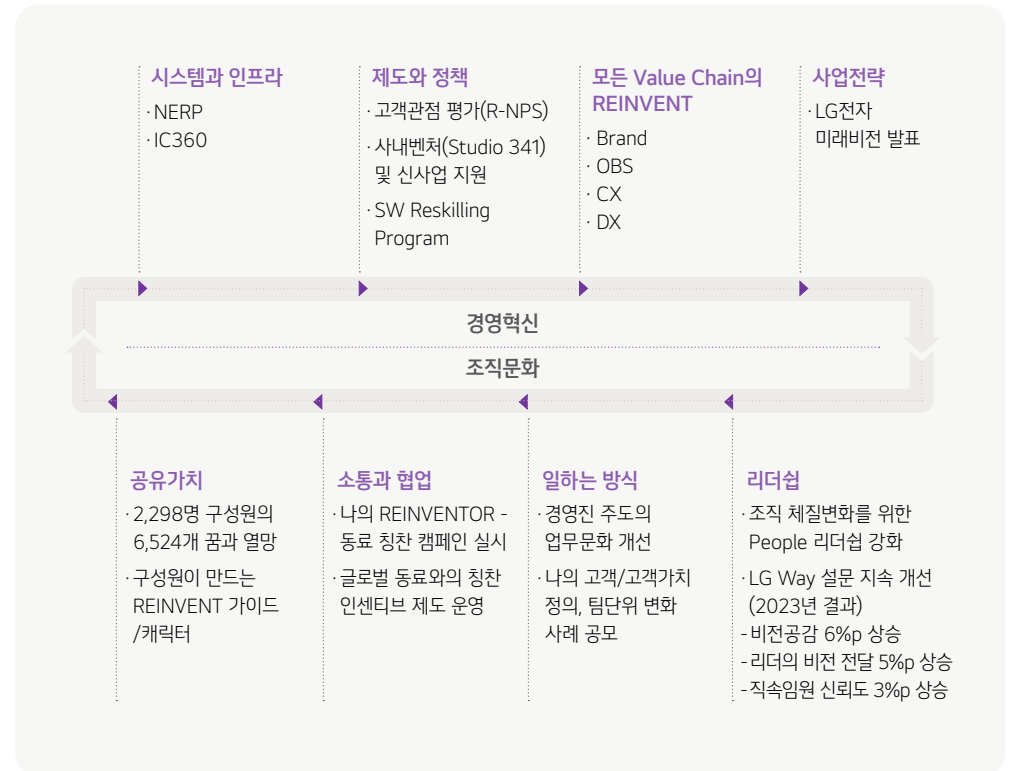 시스템과 인프라
· NERP
· IC360
제도와 정책
· 고객관점 평가(R-NPS)
· 사내벤처(Studio 341)
및 신사업 지원
· SW Reskilling
Program
모든 Value Chain의
REINVENT
· Brand
· OBS
· CX
· DX
사업전략
· LG전자
미래비전 발표
경영혁신
조직문화
공유가치
· 2,298명 구성원의
6,524개 꿈과 열망
· 구성원이 만드는
REINVENT 가이드
/캐릭터
소통과 협업
· 나의 REINVENTOR -
동료 칭찬 캠페인 실시
· 글로벌 동료와의 칭찬
인센티브 제도 운영
일하는 방식
· 경영진 주도의
업무문화 개선
· 나의 고객/고객가치
정의, 팀단위 변화
사례 공모
리더쉽
· 조직 체질변화를 위한
People 리더쉽 강화
· LG Way 설문 지속 개선
(2023년 결과)
- 비전공감 6%p 상승
- 리더의 비전 전달 5%p 상승
- 직속임원 신뢰도 3%p 상승